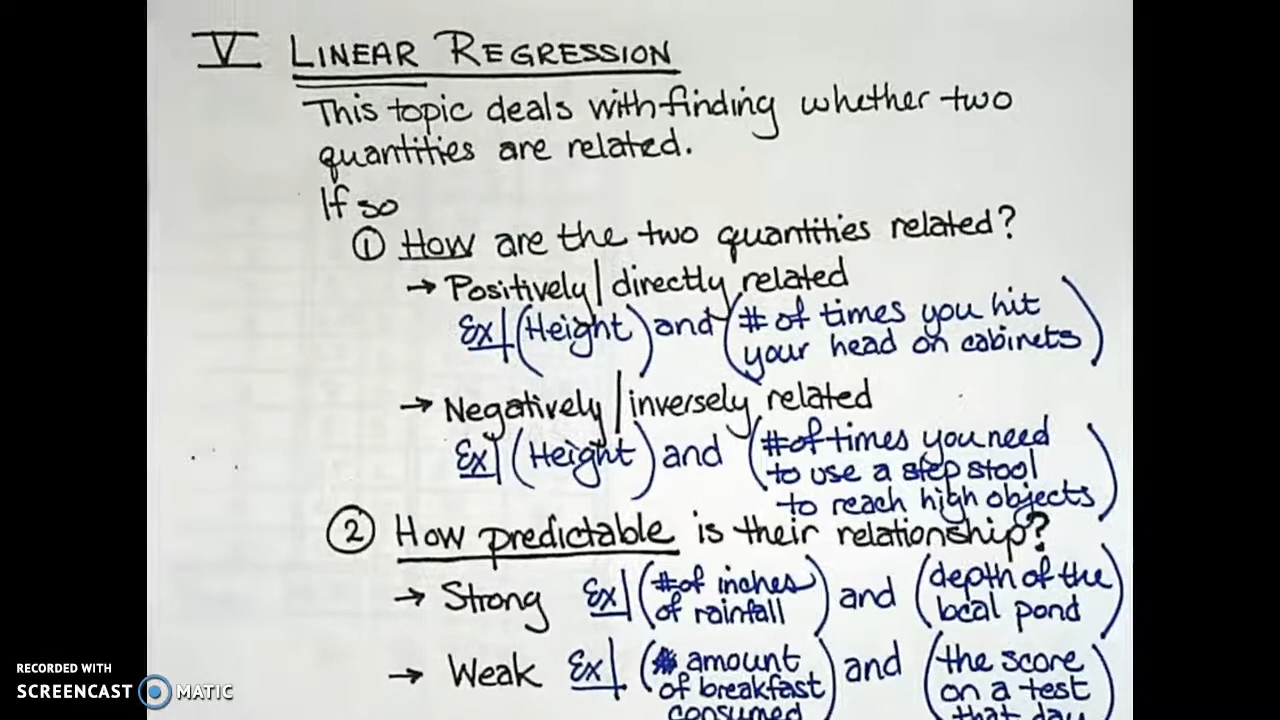 V LINEAR REGRESSION
This topic deals with finding whether two
quantities are related.
If so
① How are the two quantities related?
→ Positively/directly related
Ex| (Height) and (# of times you hit
your head on cabinets)
→ Negatively/inversely related
Ex| (Height) and (# of times you need
to use a step stool
to reach high objects)
② How predictable is their relationship?
→ Strong Ex| (# of inches of rainfall) and (depth of the local pond)
→ Weak Ex| (amount of breakfast consumed) and (the score on a test that day
RECORDED WITH
SCREENCAST MATIC